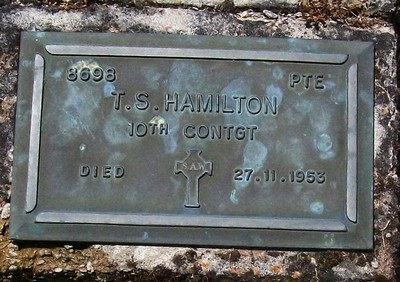 8698 PTE
T.S. HAMILTON
10TH CONTGT
S.A.W
DIED 27.11.1953